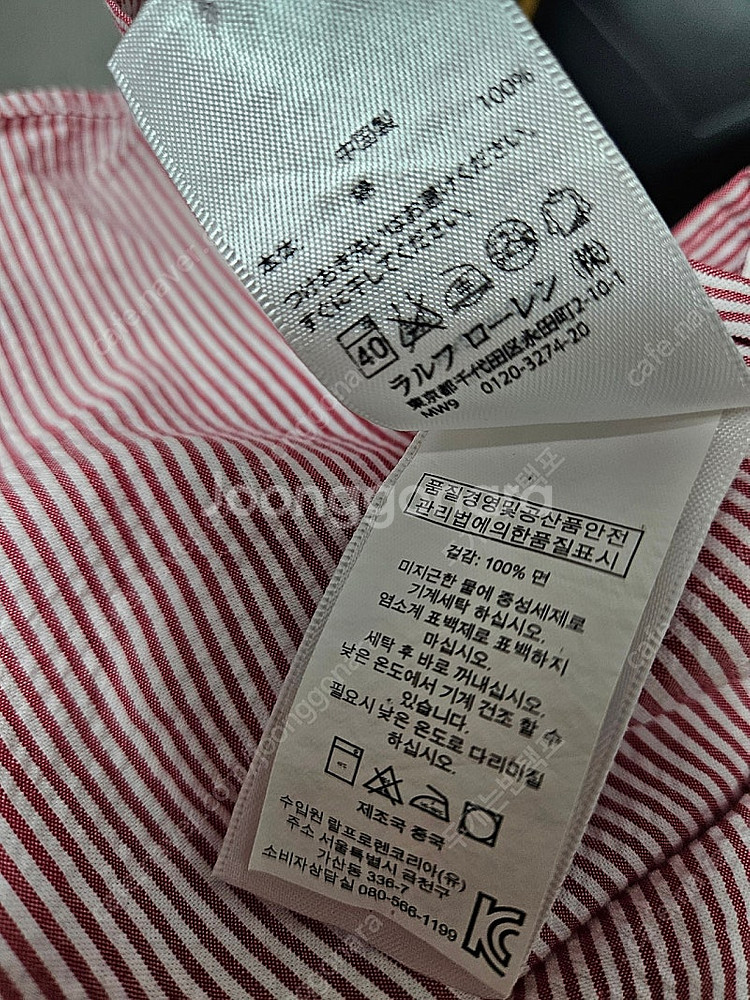 100%
中国製
綿
本体
つけおき洗いはお避けください。
すぐに干してください。
40
ラルフ ローレン (株)
東京都千代田区永田町2-10-1
MW9 0120-3274-20
품질경영및공산품안전
관리법에의한품질표시
겉감: 100% 면
미지근한 물에 중성세제로
기계세탁 하십시오.
염소계 표백제로 표백하지
마십시오.
세탁 후 바로 꺼내십시오.
낮은 온도에서 기계 건조 할 수
있습니다.
필요시 낮은 온도로 다리미질
하십시오.
제조국 중국
수입원 랄프로렌코리아(유)
주소 서울특별시 금천구
가산동 336-7
소비자상담실 080-566-1199
KC
Joonggonara
cafe.naver.